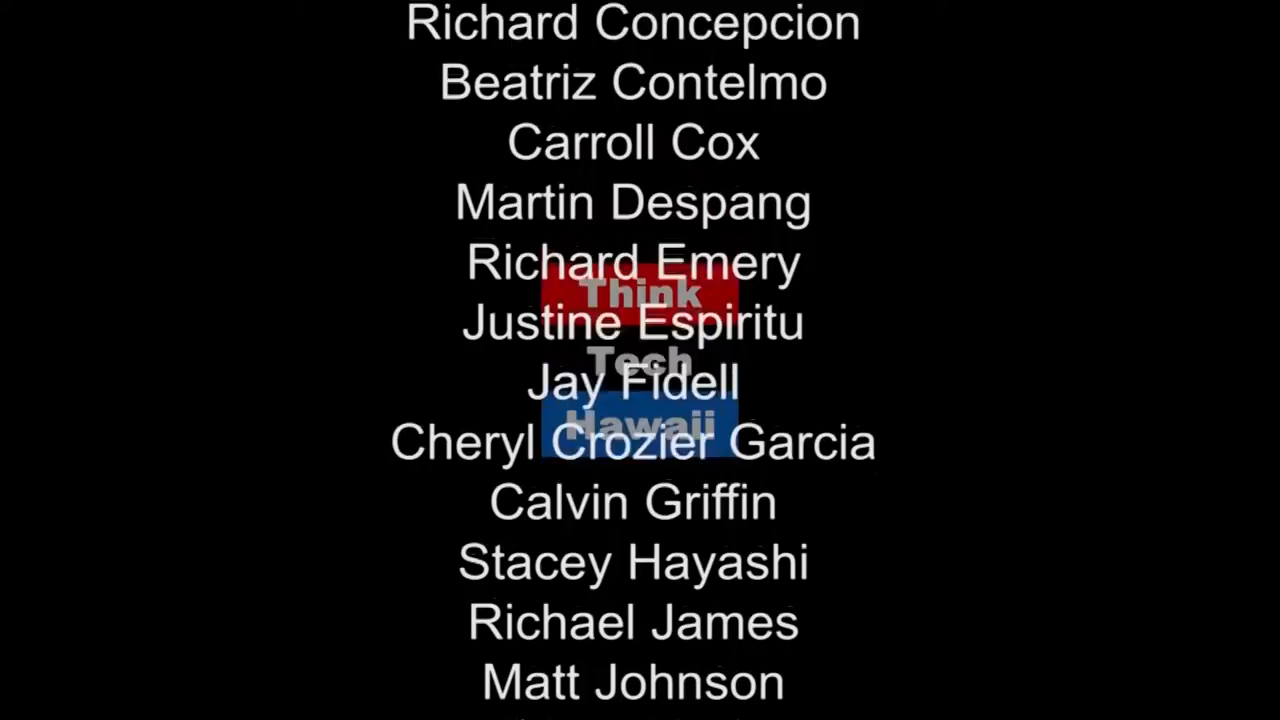 Richard Concepcion
Beatriz Contelmo
Carroll Cox
Martin Despang
Richard Emery
Think
Justine Espiritu
Tech
Jay Fidell
Hawaii
Cheryl Crozier Garcia
Calvin Griffin
Stacey Hayashi
Richael James
Matt Johnson